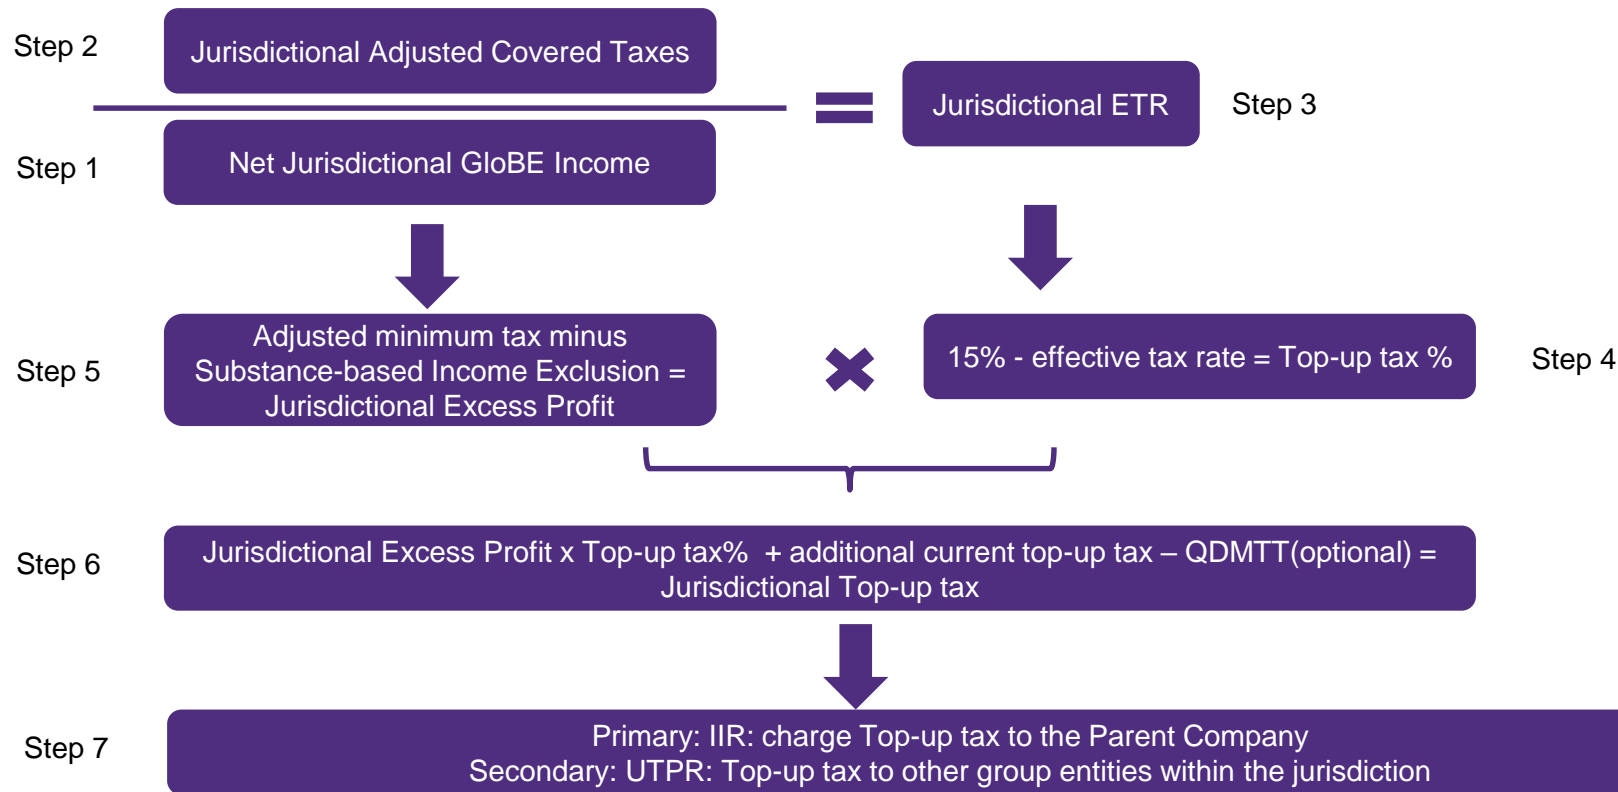 Step 2
Jurisdictional Adjusted Covered Taxes
Jurisdictional ETR
Step 3
Step 1
Net Jurisdictional GloBE Income
Step 5
Adjusted minimum tax minus
Substance-based Income Exclusion =
Jurisdictional Excess Profit
15% - effective tax rate = Top-up tax %
Step 4
Step 6
Jurisdictional Excess Profit x Top-up tax%  + additional current top-up tax – QDMTT(optional) =
Jurisdictional Top-up tax
Step 7
Primary: IIR: charge Top-up tax to the Parent Company
Secondary: UTPR: Top-up tax to other group entities within the jurisdiction